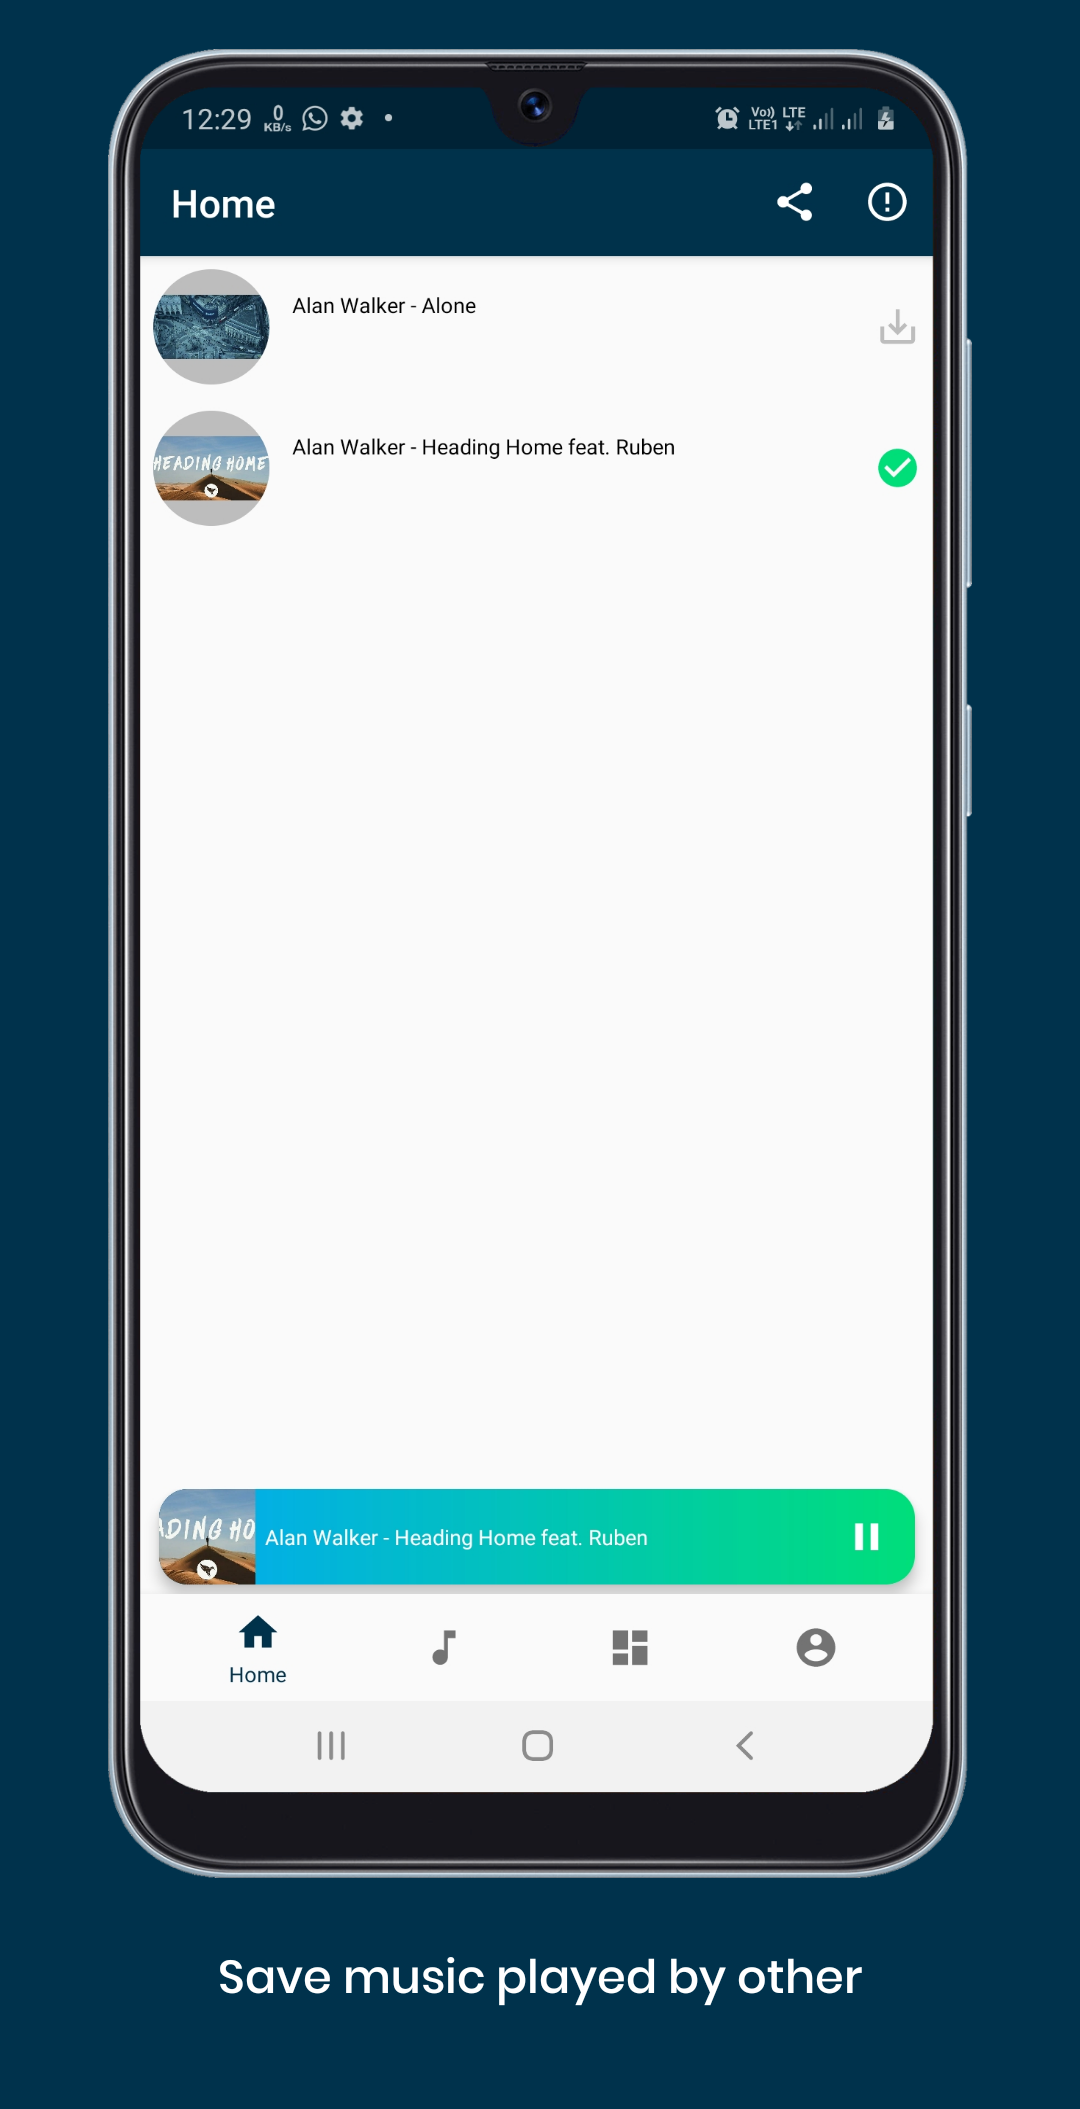 12:29 0 KB/s Vo)) LTE LTE1
Home
Alan Walker - Alone
HEADING HOME
Alan Walker - Heading Home feat. Ruben
ADING HO
Alan Walker - Heading Home feat. Ruben
Home
Save music played by other